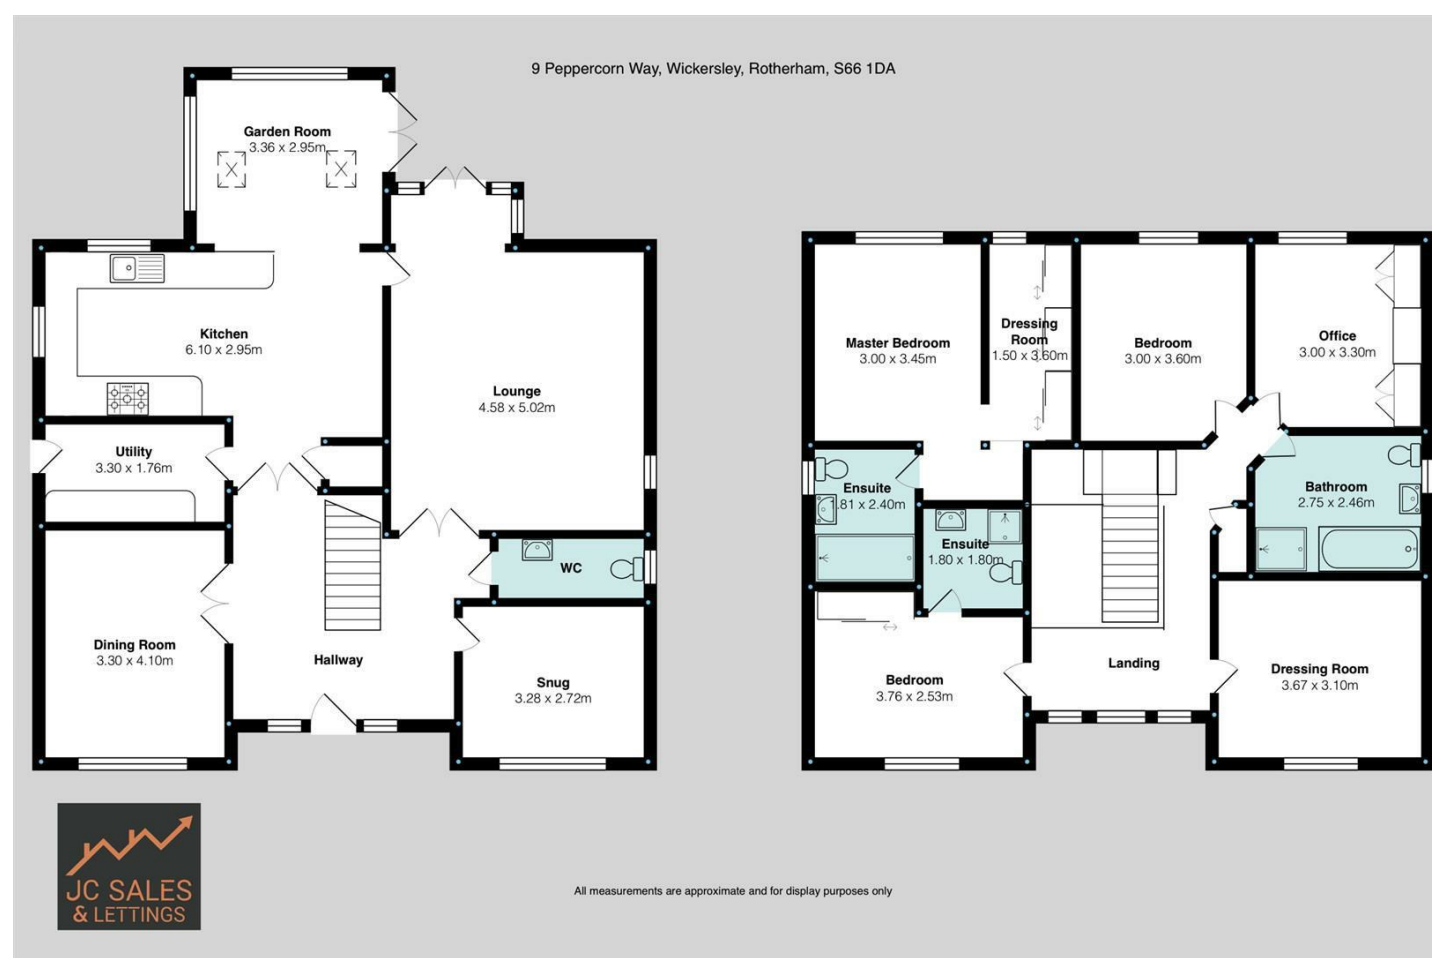 9 Peppercorn Way, Wickersley, Rotherham, S66 1DA
Garden Room
3.36 x 2.95m
Kitchen
6.10 x 2.95m
Lounge
4.58 x 5.02m
Utility
3.30 x 1.76m
WC
Dining Room
3.30 x 4.10m
Hallway
Snug
3.28 x 2.72m
Master Bedroom
3.00 x 3.45m
Dressing
Room
1.50 x 3.60m
Bedroom
3.00 x 3.60m
Office
3.00 x 3.30m
Ensuite
1.81 x 2.40m
Ensuite
1.80 x 1.80m
Bathroom
2.75 x 2.46m
Bedroom
3.76 x 2.53m
Landing
Dressing Room
3.67 x 3.10m
JC SALES
& LETTINGS
All measurements are approximate and for display purposes only